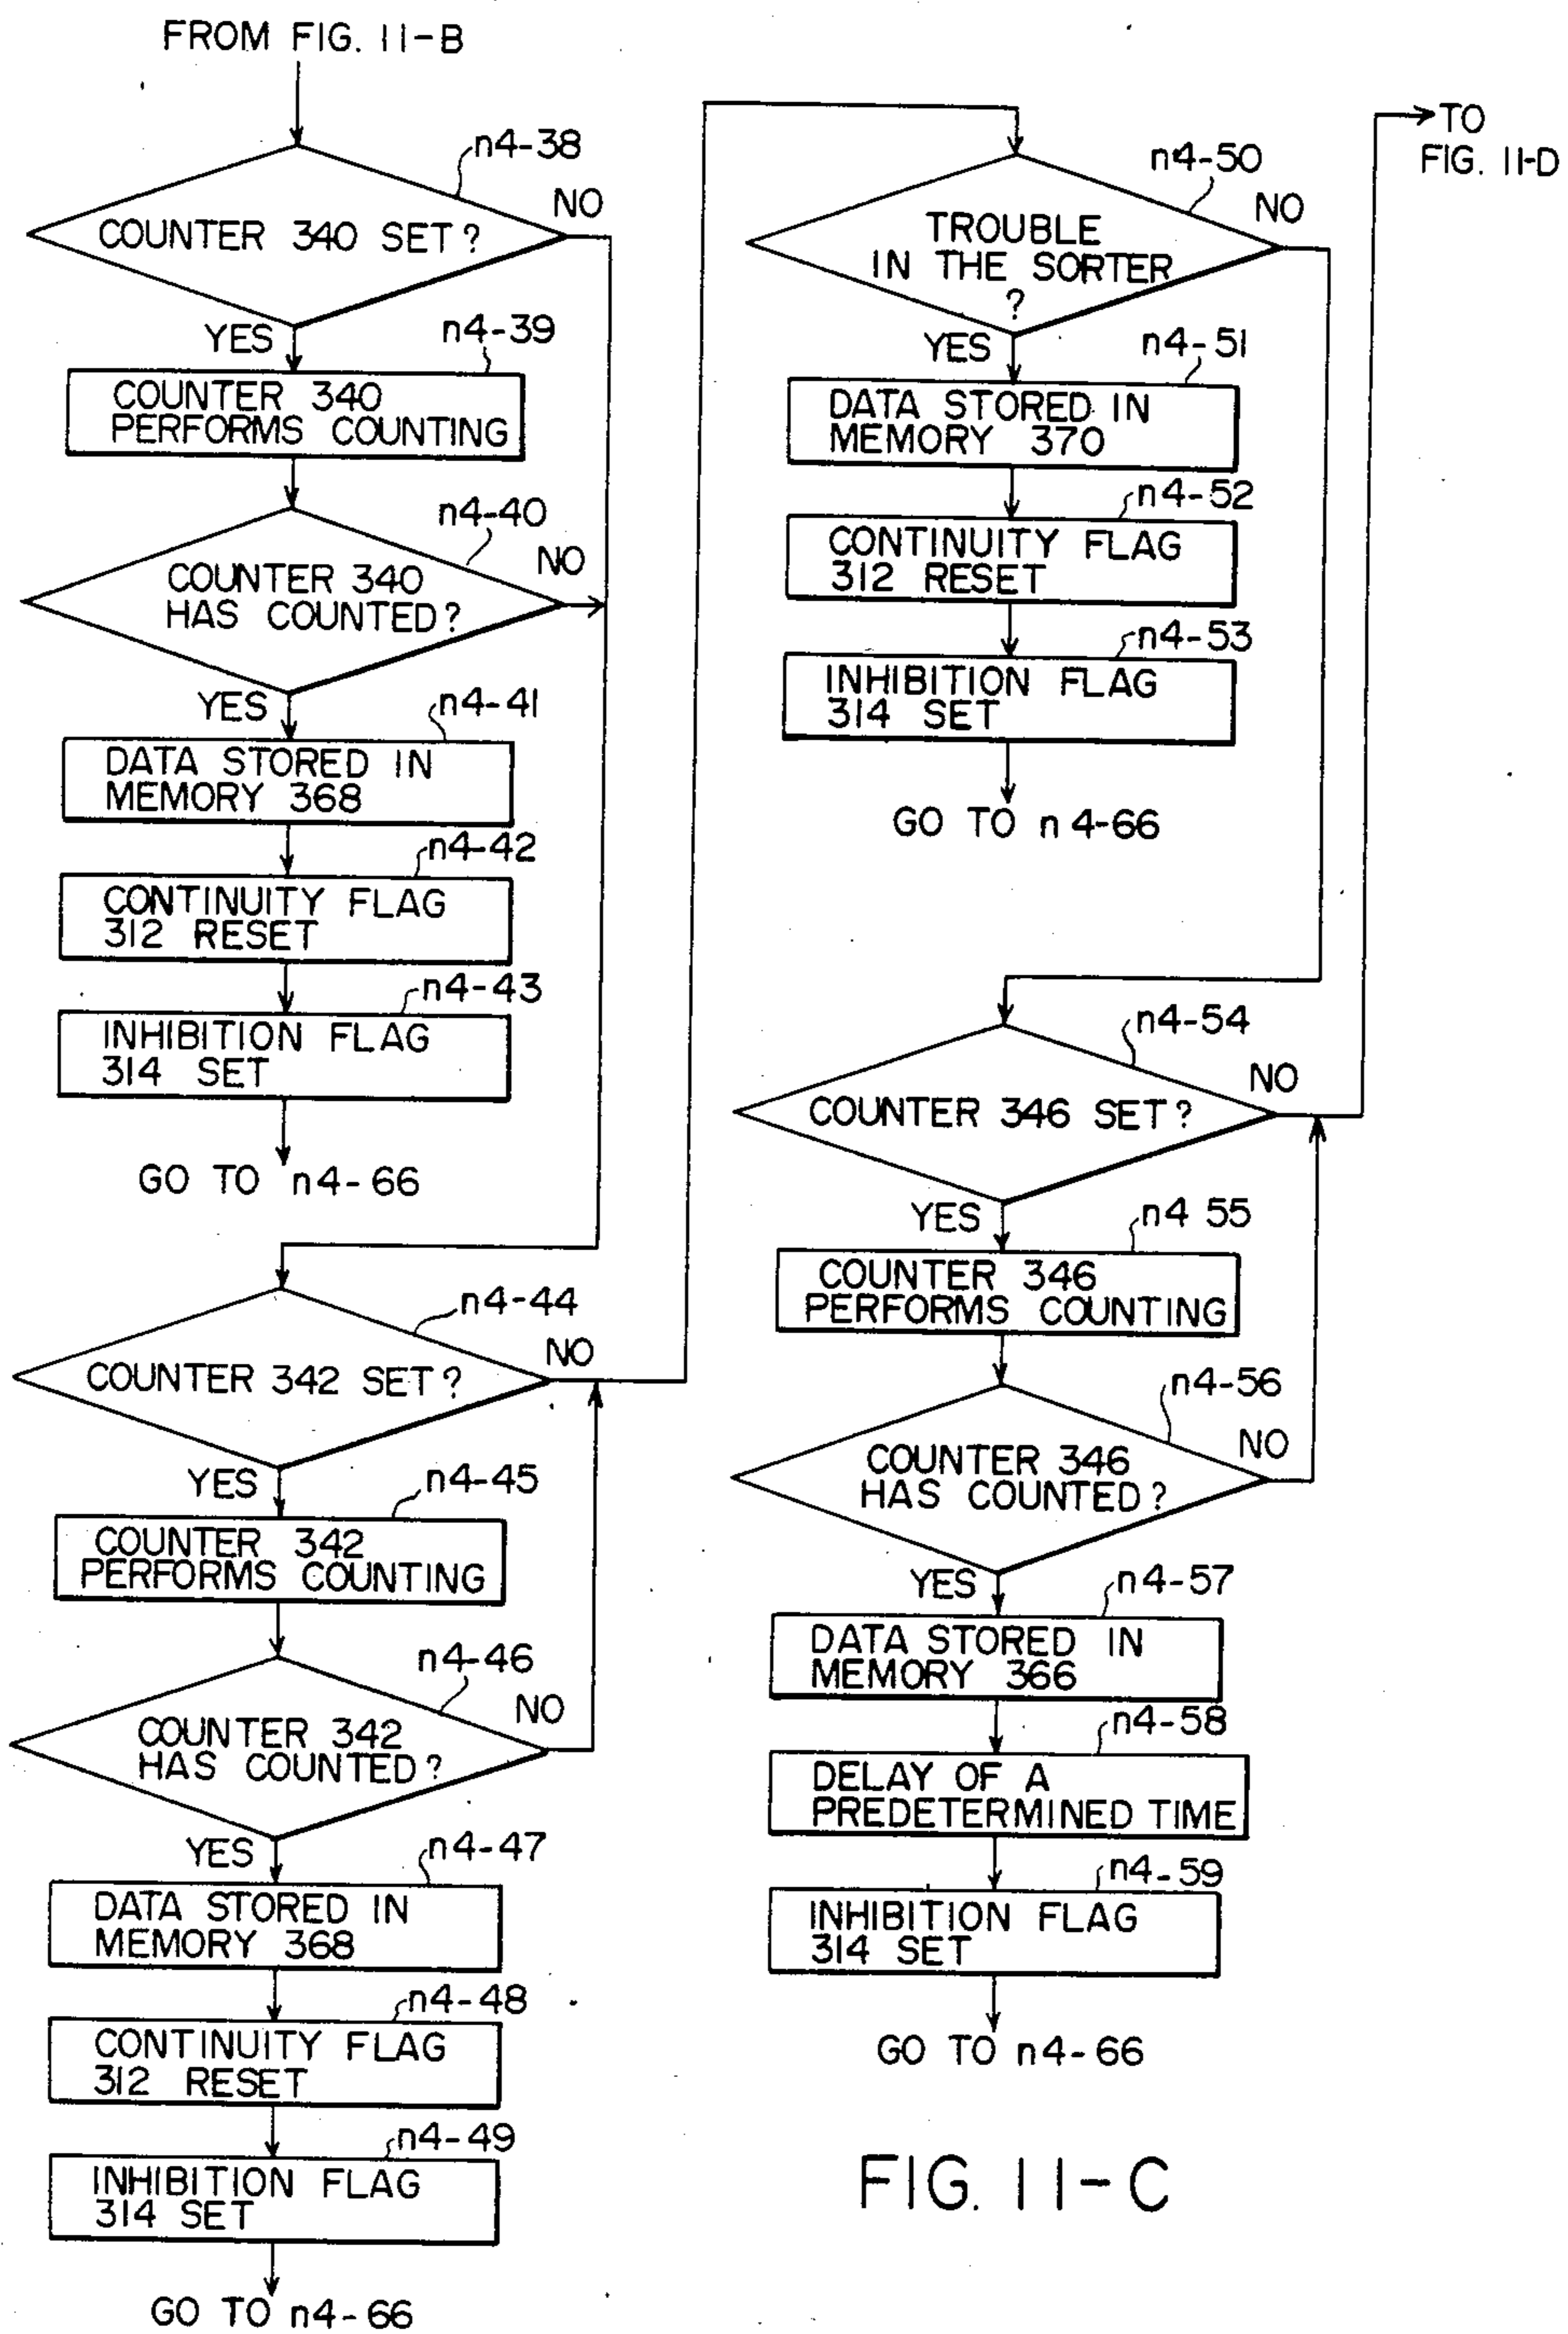 FROM FIG. 11-B
n4-38
NO
COUNTER 340 SET?
YES
n4-39
COUNTER 340
PERFORMS COUNTING
n4-40
NO
COUNTER 340
HAS COUNTED?
YES
n4-41
DATA STORED IN
MEMORY 368
n4-42
CONTINUITY FLAG
312 RESET
n4-43
INHIBITION FLAG
314 SET
GO TO n4-66
n4-44
NO
COUNTER 342 SET?
YES
n4-45
COUNTER 342
PERFORMS COUNTING
n4-46
NO
COUNTER 342
HAS COUNTED?
YES
n4-47
DATA STORED IN
MEMORY 368
n4-48
CONTINUITY FLAG
312 RESET
n4-49
INHIBITION FLAG
314 SET
GO TO n4-66
TO
FIG. 11-D
n4-50
NO
TROUBLE
IN THE SORTER
?
YES
n4-51
DATA STORED IN
MEMORY 370
n4-52
CONTINUITY FLAG
312 RESET
n4-53
INHIBITION FLAG
314 SET
GO TO n4-66
n4-54
NO
COUNTER 346 SET?
YES
n4 55
COUNTER 346
PERFORMS COUNTING
n4-56
NO
COUNTER 346
HAS COUNTED?
YES
n4-57
DATA STORED IN
MEMORY 366
n4-58
DELAY OF A
PREDETERMINED TIME
n4-59
INHIBITION FLAG
314 SET
GO TO n4-66
FIG. 11-C